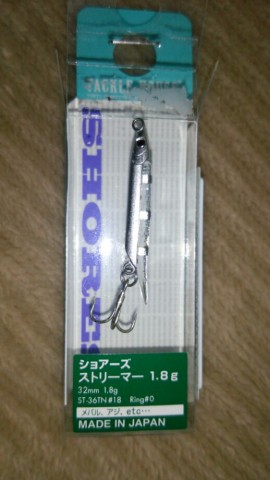 TACKLE HOUSE
SHORES
ショアーズ
ストリーマー 1.8g
32mm 1.8g
ST-36TN#18 Ring#0
メバル、アジ、etc…
MADE IN JAPAN